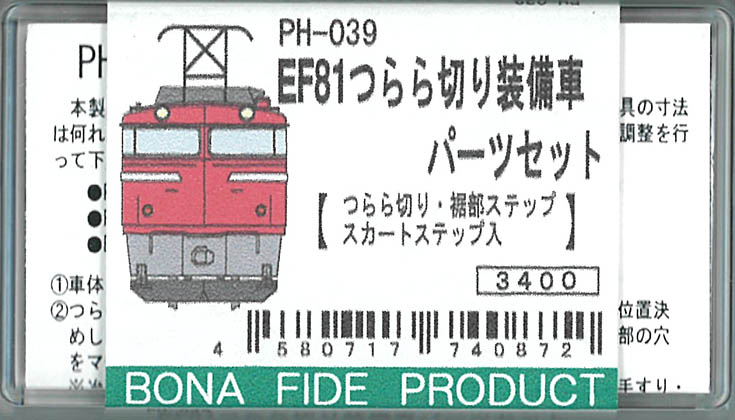 PH-039
EF81つらら切り装備車
パーツセット
【つらら切り・裾部ステップ
スカートステップ入】
3400
4 580717 740872
BONA FIDE PRODUCT
PH
本製
具の寸法
は何れ
調整を行
って下
①車体
②つら
位置決
めし
部の穴
をマ
手すり・